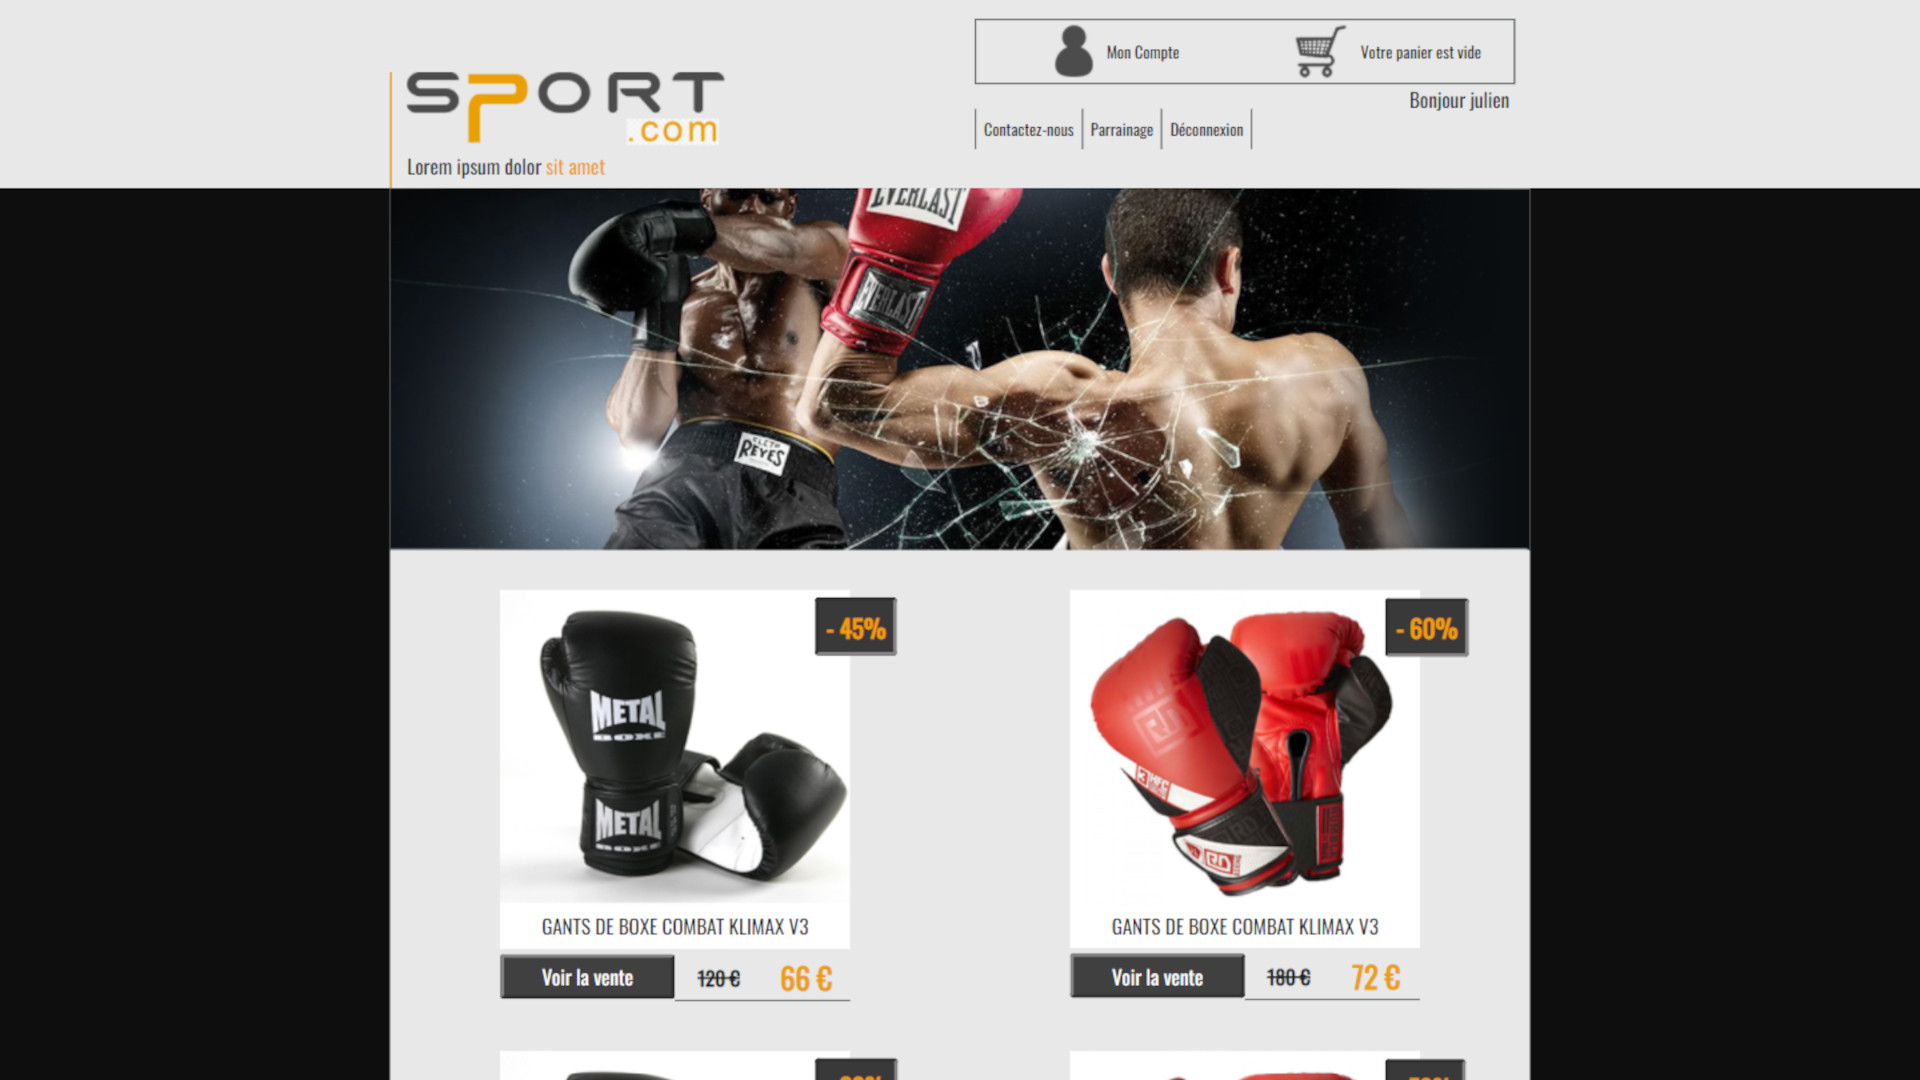 Mon Compte
Votre panier est vide
SPORT
.com
Bonjour julien
Contactez-nous
Parrainage
Déconnexion
Lorem ipsum dolor sit amet
EVERLAST
EVERLAST
CLETO
REYES
- 45%
- 60%
METAL
BOXE
METAL
BOXE
GANTS DE BOXE COMBAT KLIMAX V3
GANTS DE BOXE COMBAT KLIMAX V3
Voir la vente
120 €
66 €
Voir la vente
180 €
72 €